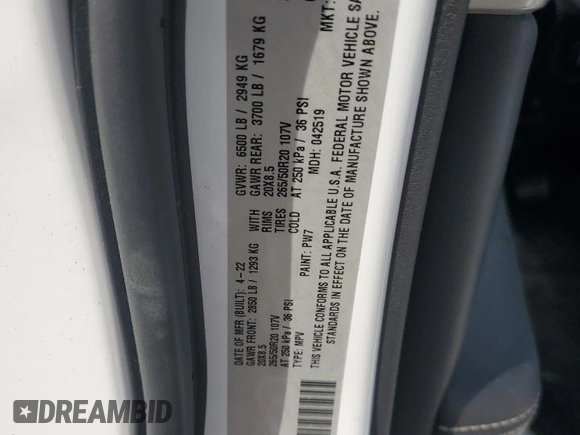 DATE OF MFR (BUILT): 4-22 GVWR: 6500 LB / 2949 KG
GAWR FRONT: 2850 LB / 1293 KG WITH GAWR REAR: 3700 LB / 1679 KG
20X8.5 RIMS 20X8.5
265/50R20 107V TIRES 265/50R20 107V
AT 250 kPa / 36 PSI COLD AT 250 kPa / 36 PSI
TYPE: MPV PAINT: PW7 MDH: 042519 MKT:
THIS VEHICLE CONFORMS TO ALL APPLICABLE U.S.A. FEDERAL MOTOR VEHICLE SA
STANDARDS IN EFFECT ON THE DATE OF MANUFACTURE SHOWN ABOVE.
DREAMBID